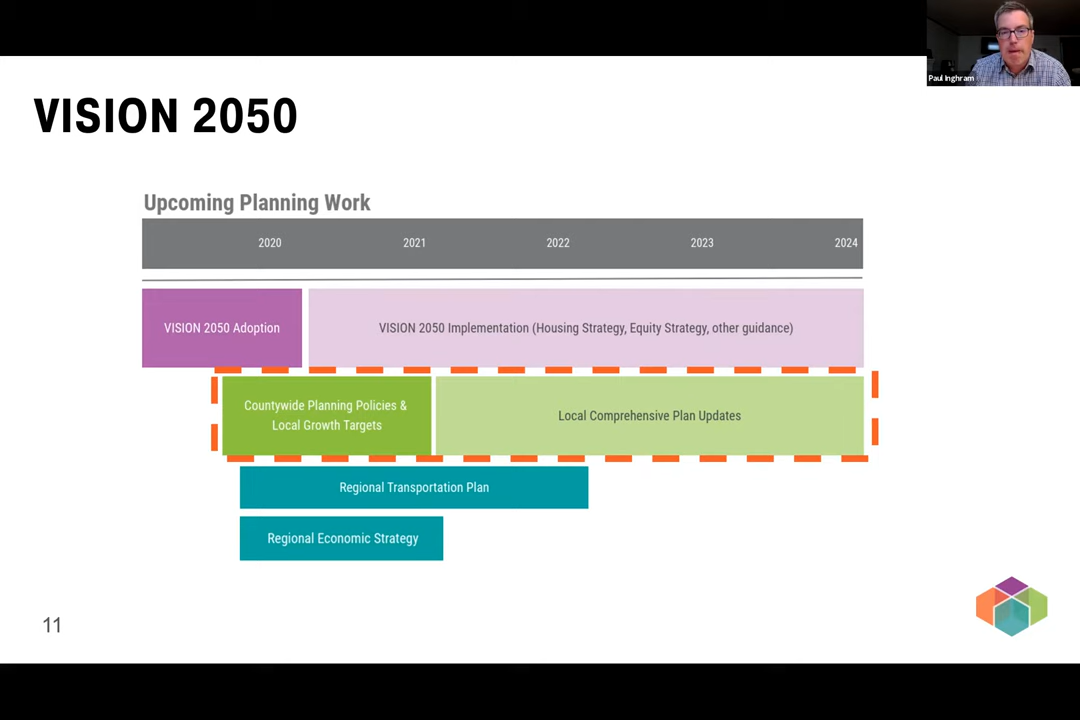 Paul Inghram
VISION 2050
Upcoming Planning Work
2020 2021 2022 2023 2024
VISION 2050 Adoption
VISION 2050 Implementation (Housing Strategy, Equity Strategy, other guidance)
Countywide Planning Policies &
Local Growth Targets
Local Comprehensive Plan Updates
Regional Transportation Plan
Regional Economic Strategy
11